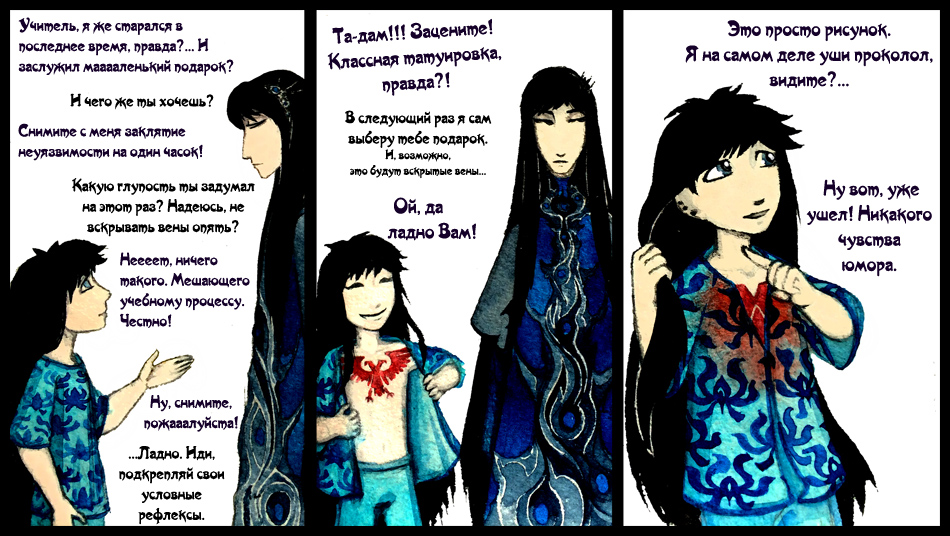 Учитель, я же старался в
последнее время, правда?... И
заслужил мааааленький подарок?
И чего же ты хочешь?
Снимите с меня заклятие
неуязвимости на один часок!
Какую глупость ты задумал
на этот раз? Надеюсь, не
вскрывать вены опять?
Неееет, ничего
такого. Мешающего
учебному процессу.
Честно!
Ну, снимите,
пожааалуйста!
...Ладно. Иди,
подкрепляй свои
условные
рефлексы.
Та-дам!!! Зацените!
Классная татуировка,
правда?!
В следующий раз я сам
выберу тебе подарок.
И, возможно,
это будут вскрытые вены...
Ой, да
ладно Вам!
Это просто рисунок.
Я на самом деле уши проколол,
видите?...
Ну вот, уже
ушел! Никакого
чувства
юмора.